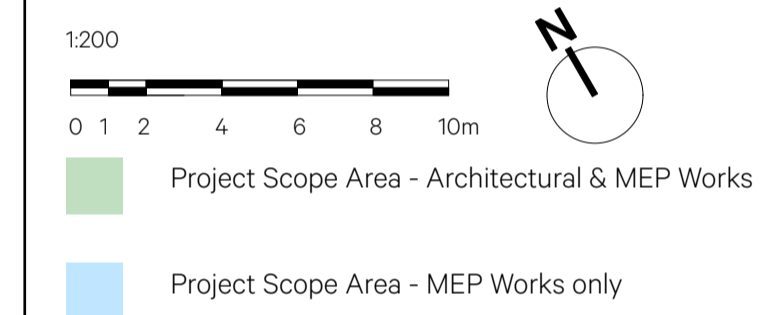 1:200
N
0 1 2 4 6 8 10m
Project Scope Area - Architectural & MEP Works
Project Scope Area - MEP Works only